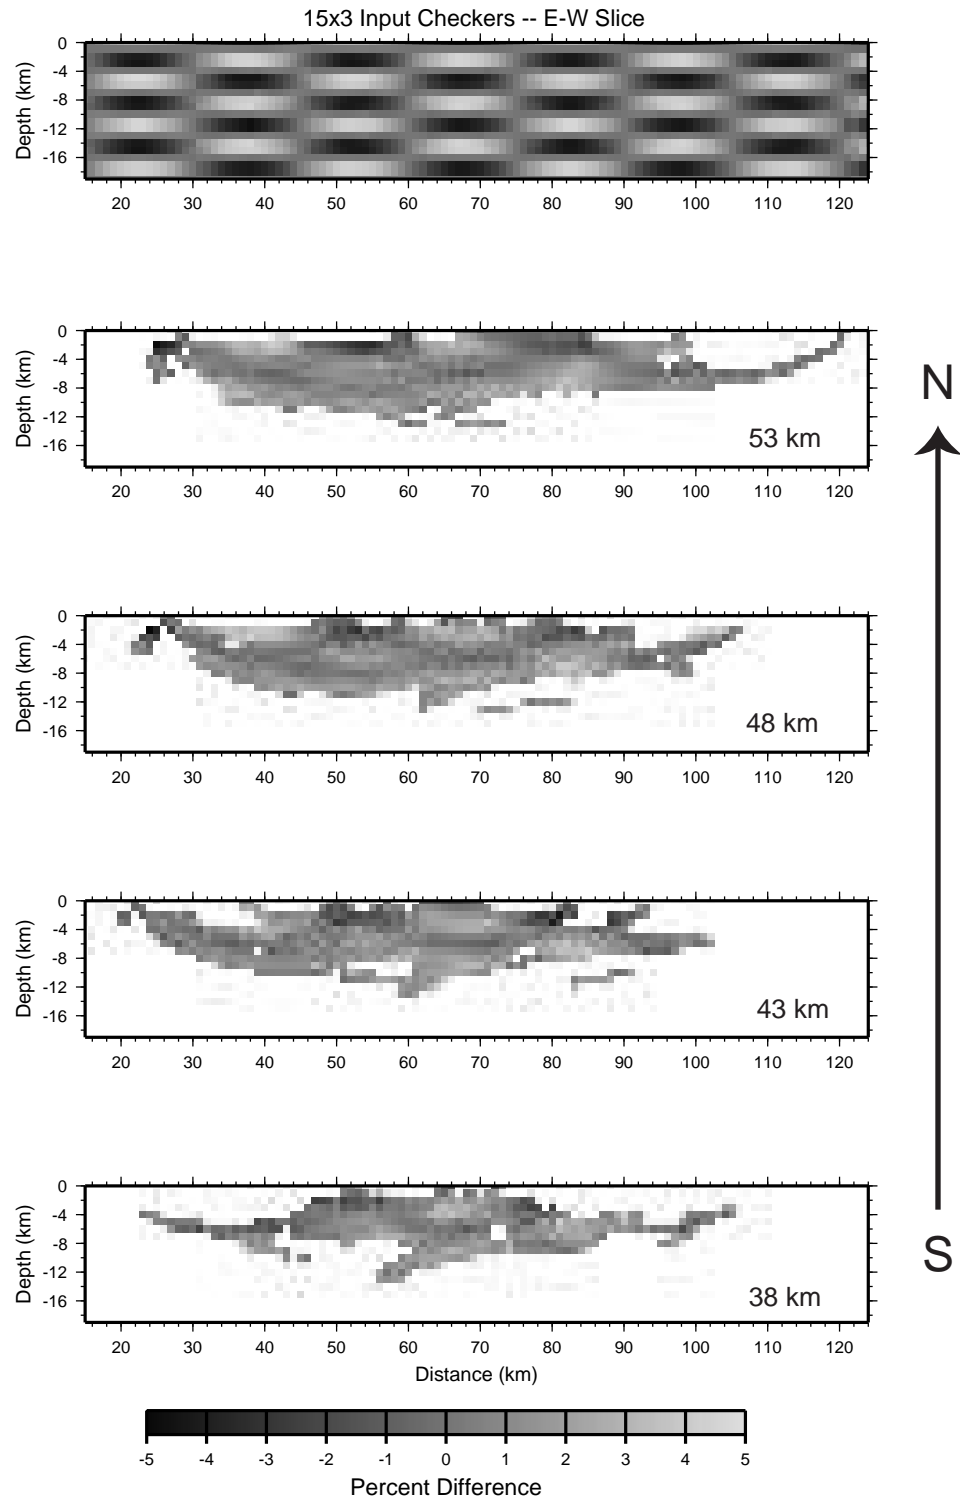 15x3 Input Checkers -- E-W Slice
0
-4
-8
-12
-16
Depth (km)
20 30 40 50 60 70 80 90 100 110 120
0
-4
-8
-12
-16
Depth (km)
53 km
20 30 40 50 60 70 80 90 100 110 120
N
0
-4
-8
-12
-16
Depth (km)
48 km
20 30 40 50 60 70 80 90 100 110 120
0
-4
-8
-12
-16
Depth (km)
43 km
20 30 40 50 60 70 80 90 100 110 120
0
-4
-8
-12
-16
Depth (km)
38 km
S
20 30 40 50 60 70 80 90 100 110 120
Distance (km)
-5 -4 -3 -2 -1 0 1 2 3 4 5
Percent Difference